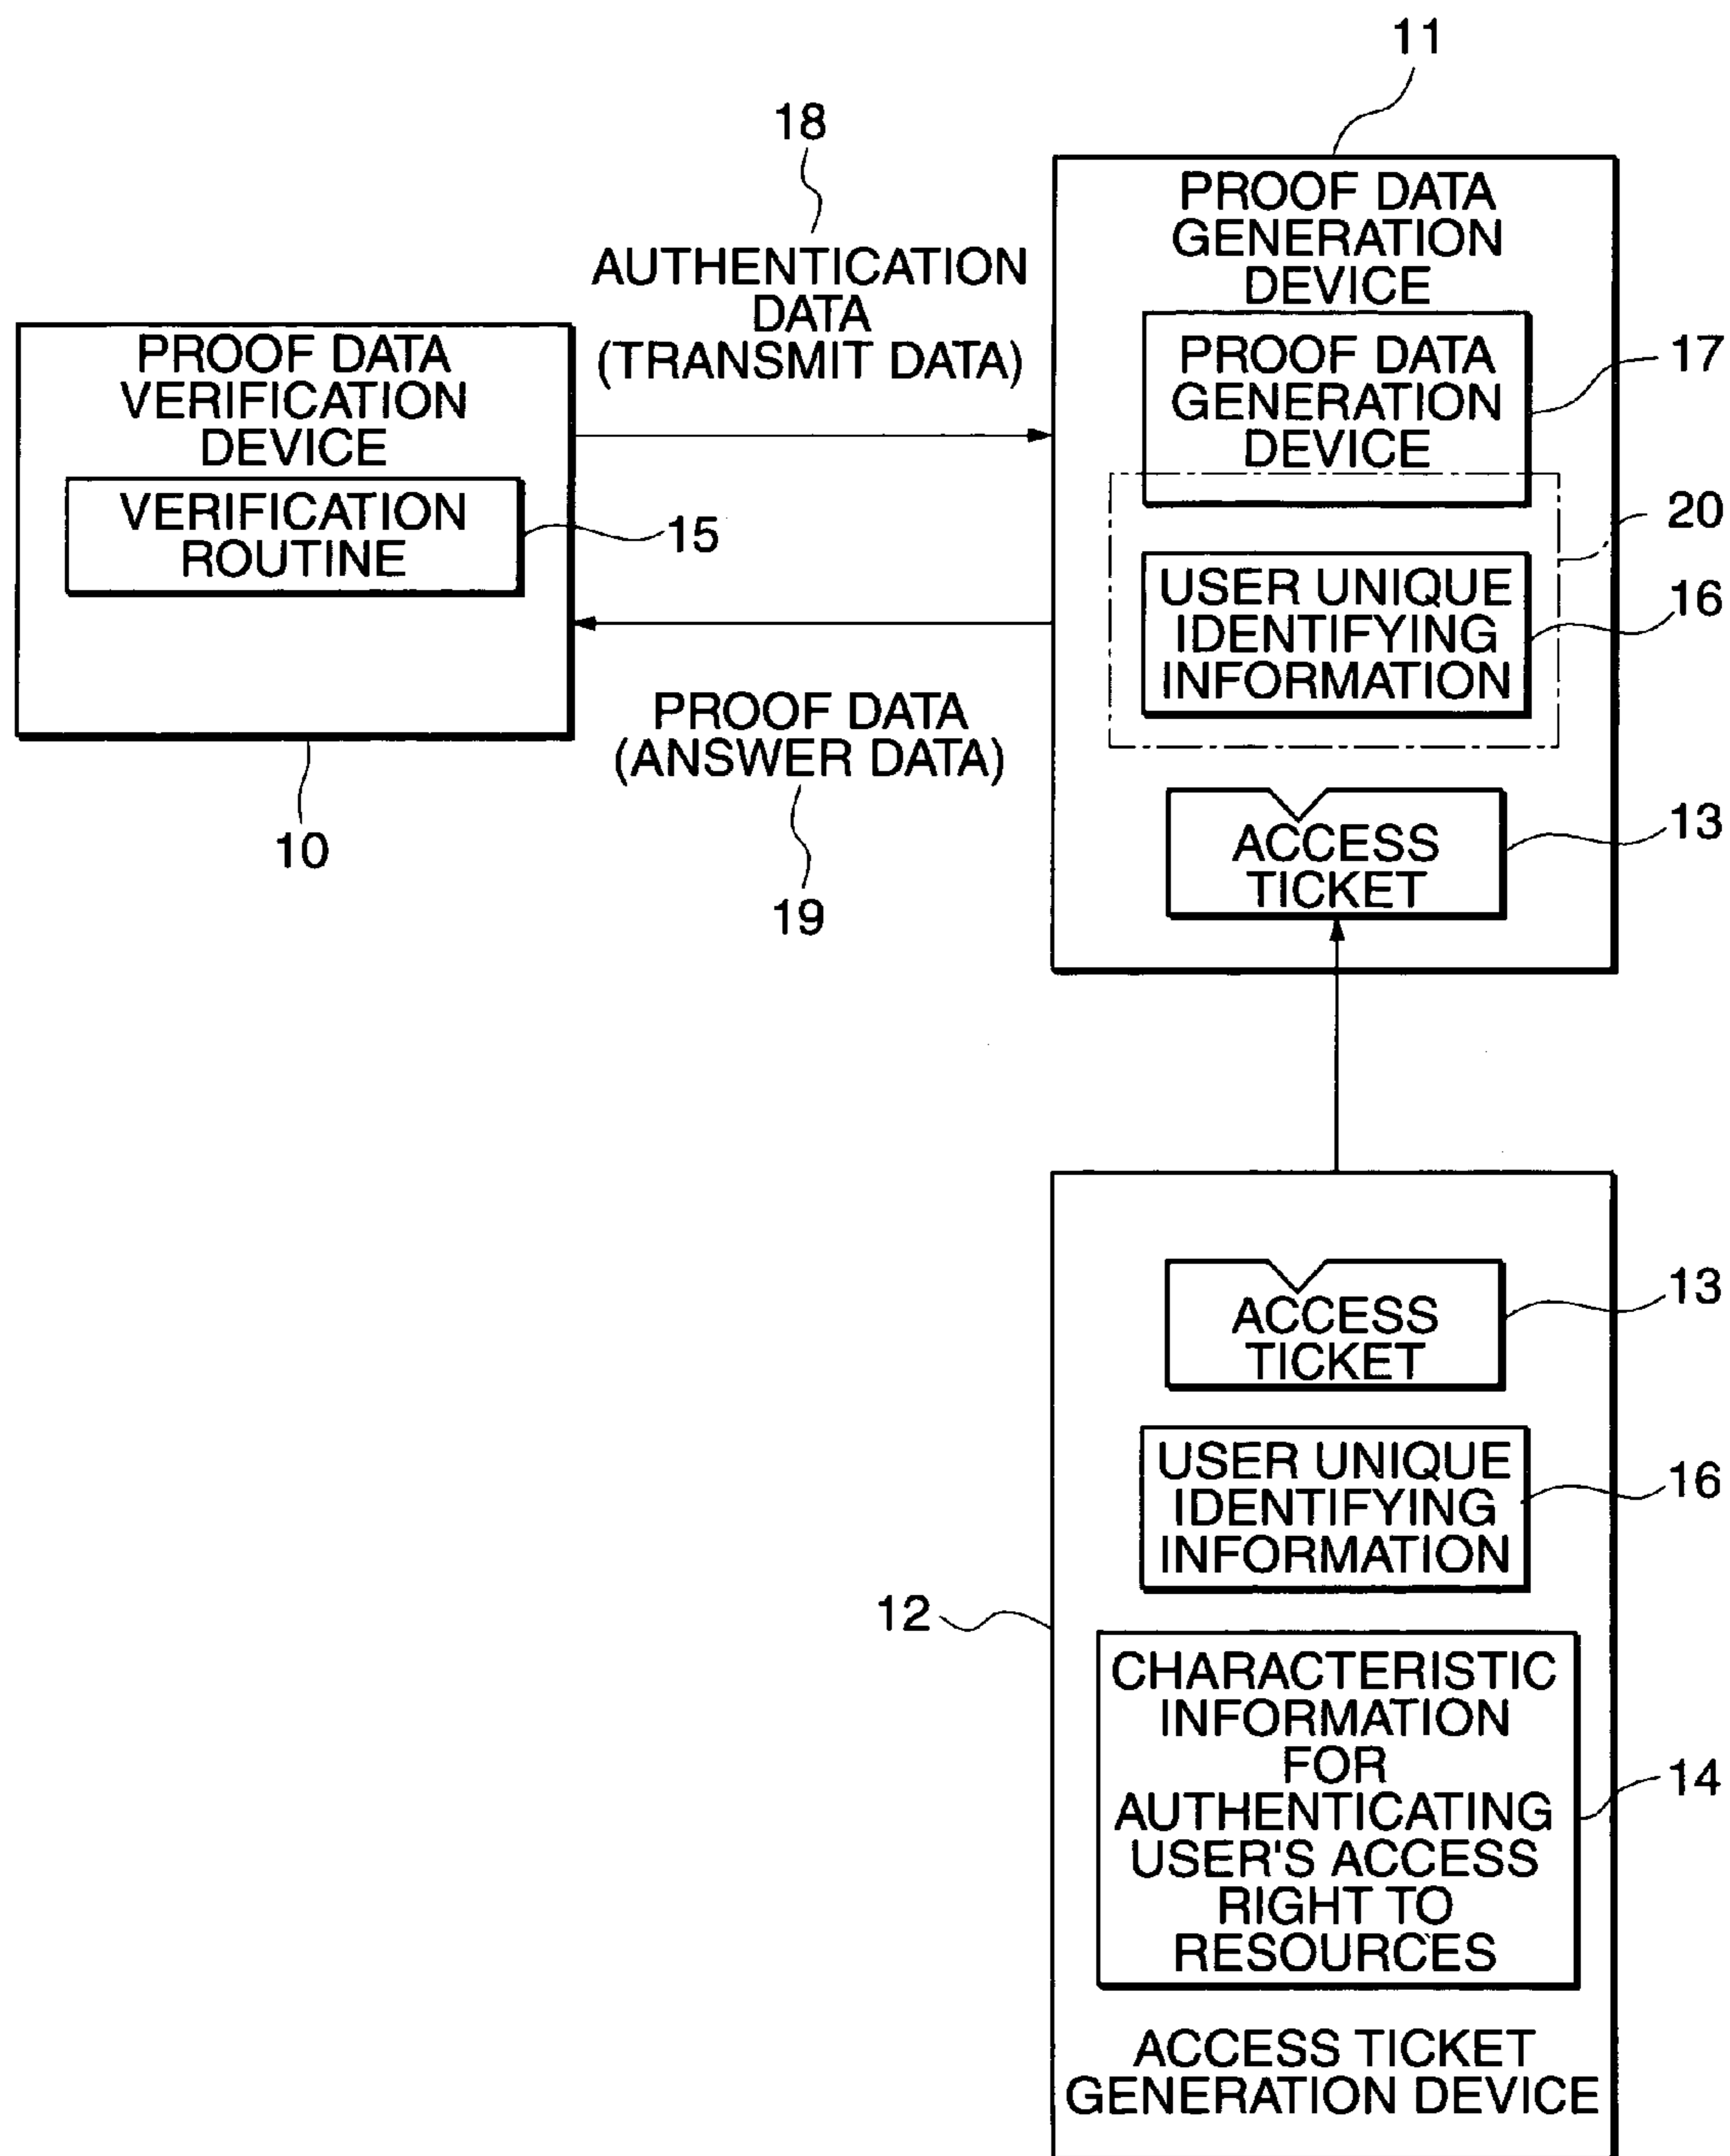 11
18
PROOF DATA
GENERATION
DEVICE
AUTHENTICATION
DATA
(TRANSMIT DATA)
PROOF DATA
VERIFICATION
DEVICE
VERIFICATION
ROUTINE
15
PROOF DATA
GENERATION
DEVICE
17
20
USER UNIQUE
IDENTIFYING
INFORMATION
16
PROOF DATA
(ANSWER DATA)
10
19
ACCESS
TICKET
13
ACCESS
TICKET
13
USER UNIQUE
IDENTIFYING
INFORMATION
16
12
CHARACTERISTIC
INFORMATION
FOR
AUTHENTICATING
USER'S ACCESS
RIGHT TO
RESOURCES
14
ACCESS TICKET
GENERATION DEVICE